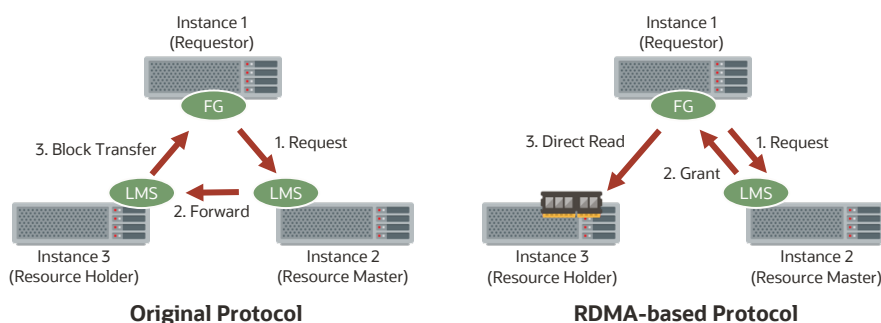 Instance 1
(Requestor)
FG
3. Block Transfer
1. Request
LMS
2. Forward
LMS
Instance 3
(Resource Holder)
Instance 2
(Resource Master)
Original Protocol
Instance 1
(Requestor)
FG
3. Direct Read
1. Request
2. Grant
LMS
Instance 3
(Resource Holder)
Instance 2
(Resource Master)
RDMA-based Protocol